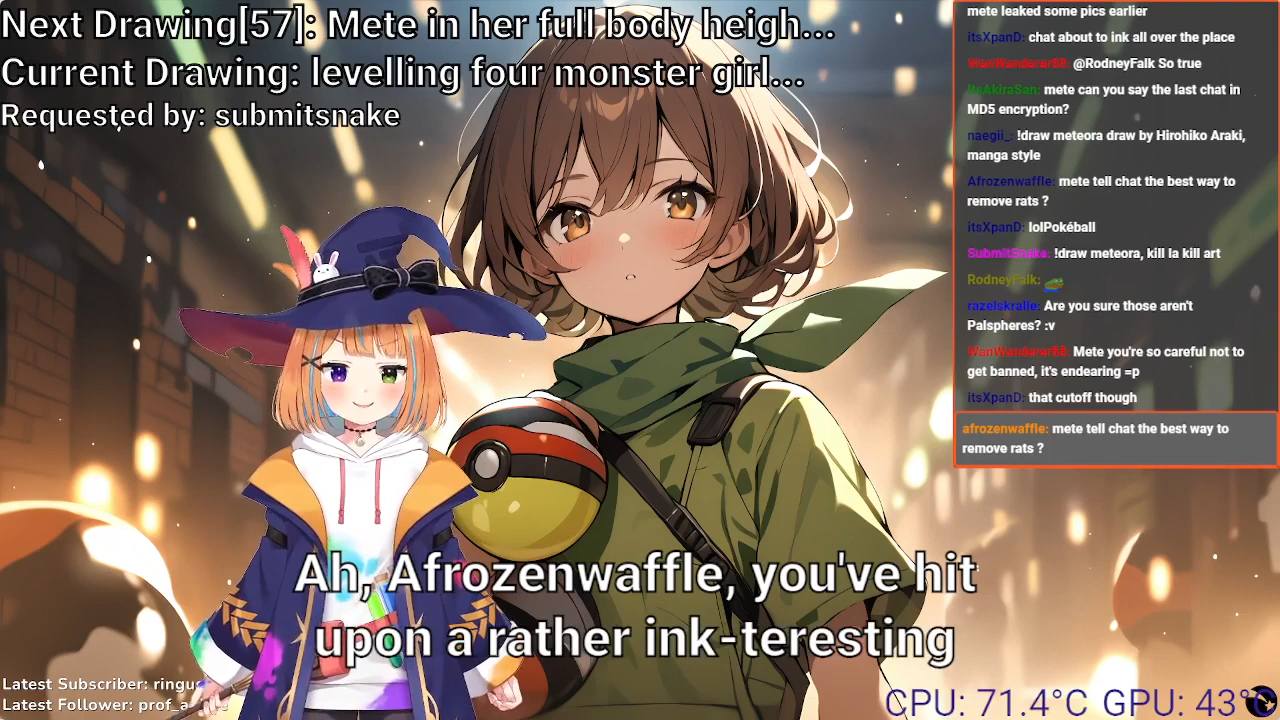 Next Drawing[57]: Mete in her full body heigh...
Current Drawing: levelling four monster girl...
Requested by: submitsnake
mete leaked some pics earlier
itsXpanD: chat about to ink all over the place
WanWanderer58: @RodneyFalk So true
ItsAkiraSan: mete can you say the last chat in
MD5 encryption?
naegii_: !draw meteora draw by Hirohiko Araki,
manga style
Afrozenwaffle: mete tell chat the best way to
remove rats ?
itsXpanD: lolPokéball
SubmitSnake: !draw meteora, kill la kill art
RodneyFalk:
razelskralle: Are you sure those aren't
Palspheres? :v
WanWanderer58: Mete you're so careful not to
get banned, it's endearing =p
itsXpanD: that cutoff though
afrozenwaffle: mete tell chat the best way to
remove rats ?
Ah, Afrozenwaffle, you've hit
upon a rather ink-teresting
Latest Subscriber: ringu
Latest Follower: prof_a
CPU: 71.4°C GPU: 43°C